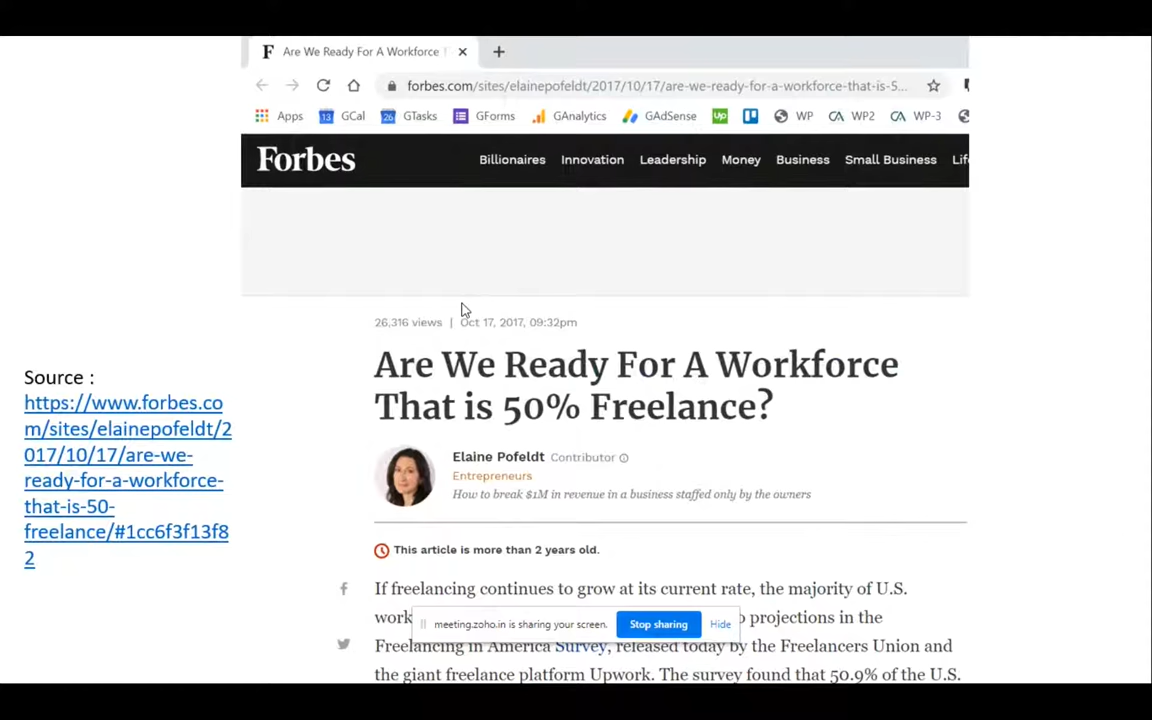 Are We Ready For A Workforce
forbes.com/sites/elainepofeldt/2017/10/17/are-we-ready-for-a-workforce-that-is-5...
Apps 13 GCal 26 GTasks GForms GAnalytics GAdSense Up WP CA WP2 CA WP-3
Forbes Billionaires Innovation Leadership Money Business Small Business Life
26,316 views | Oct 17, 2017, 09:32pm
Are We Ready For A Workforce
That is 50% Freelance?
Elaine Pofeldt Contributor
Entrepreneurs
How to break $1M in revenue in a business staffed only by the owners
This article is more than 2 years old.
If freelancing continues to grow at its current rate, the majority of U.S.
work projections in the
Freelancing in America Survey, released today by the Freelancers Union and
the giant freelance platform Upwork. The survey found that 50.9% of the U.S.
meeting.zoho.in is sharing your screen. Stop sharing Hide
Source :
https://www.forbes.co
m/sites/elainepofeldt/2
017/10/17/are-we-
ready-for-a-workforce-
that-is-50-
freelance/#1cc6f3f13f8
2